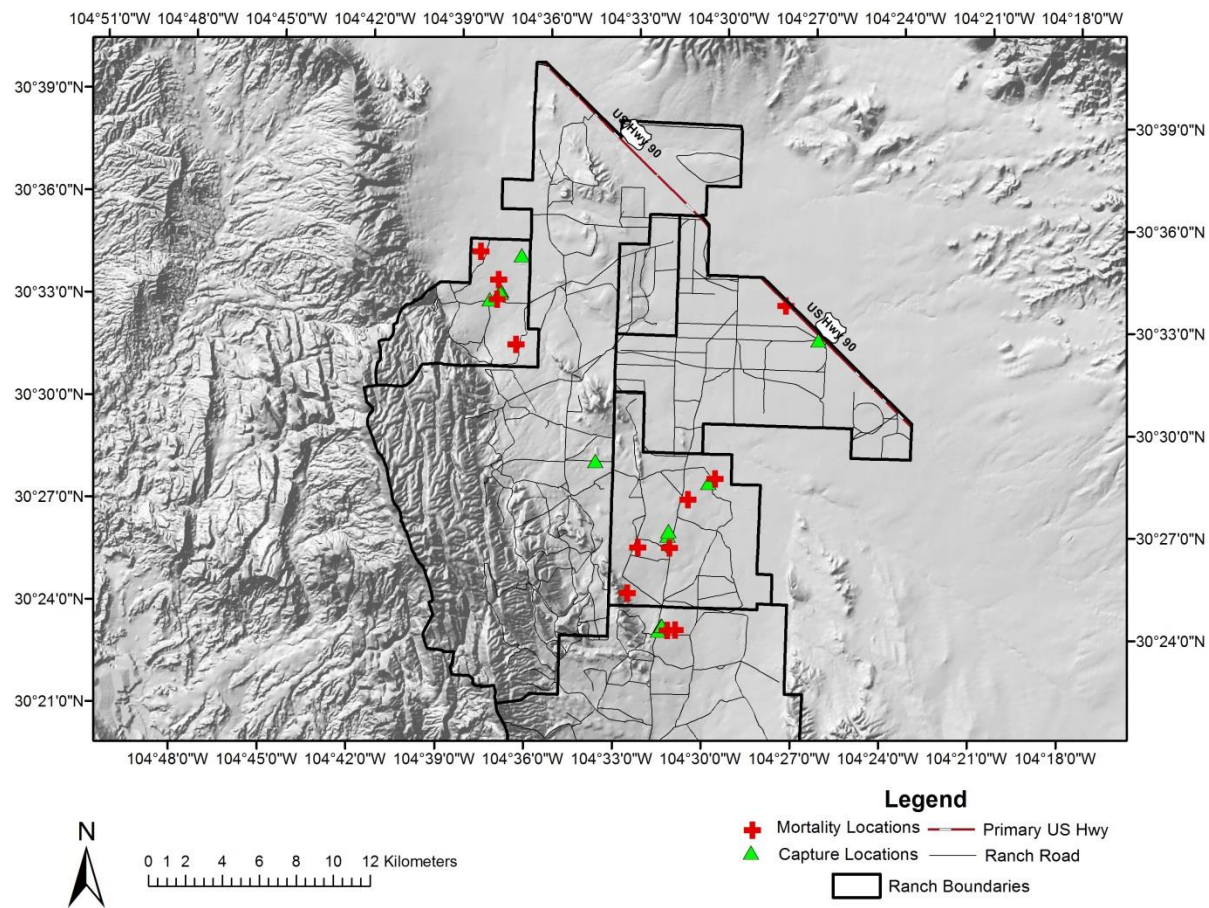 104°51'0"W 104°42'0"W 104°39'0"W 104°36'0"W 104°33'0"W 104°30'0"W 104°27'0"W 104°24'0"W 104°21'0"W 104°18'0"W
30°39'0"N
30°36'0"N
30°33'0"N
30°30'0"N
30°27'0"N
30°24'0"N
30°21'0"N
US Hwy 90
US Hwy 90
30°39'0"N
30°36'0"N
30°33'0"N
30°30'0"N
30°27'0"N
30°24'0"N
104°48'0"W 104°45'0"W 104°42'0"W 104°39'0"W 104°36'0"W 104°33'0"W 104°30'0"W 104°27'0"W 104°24'0"W 104°21'0"W 104°18'0"W
Legend
Mortality Locations Primary US Hwy
Capture Locations Ranch Road
Ranch Boundaries
N
0 1 2 4 6 8 10 12 Kilometers